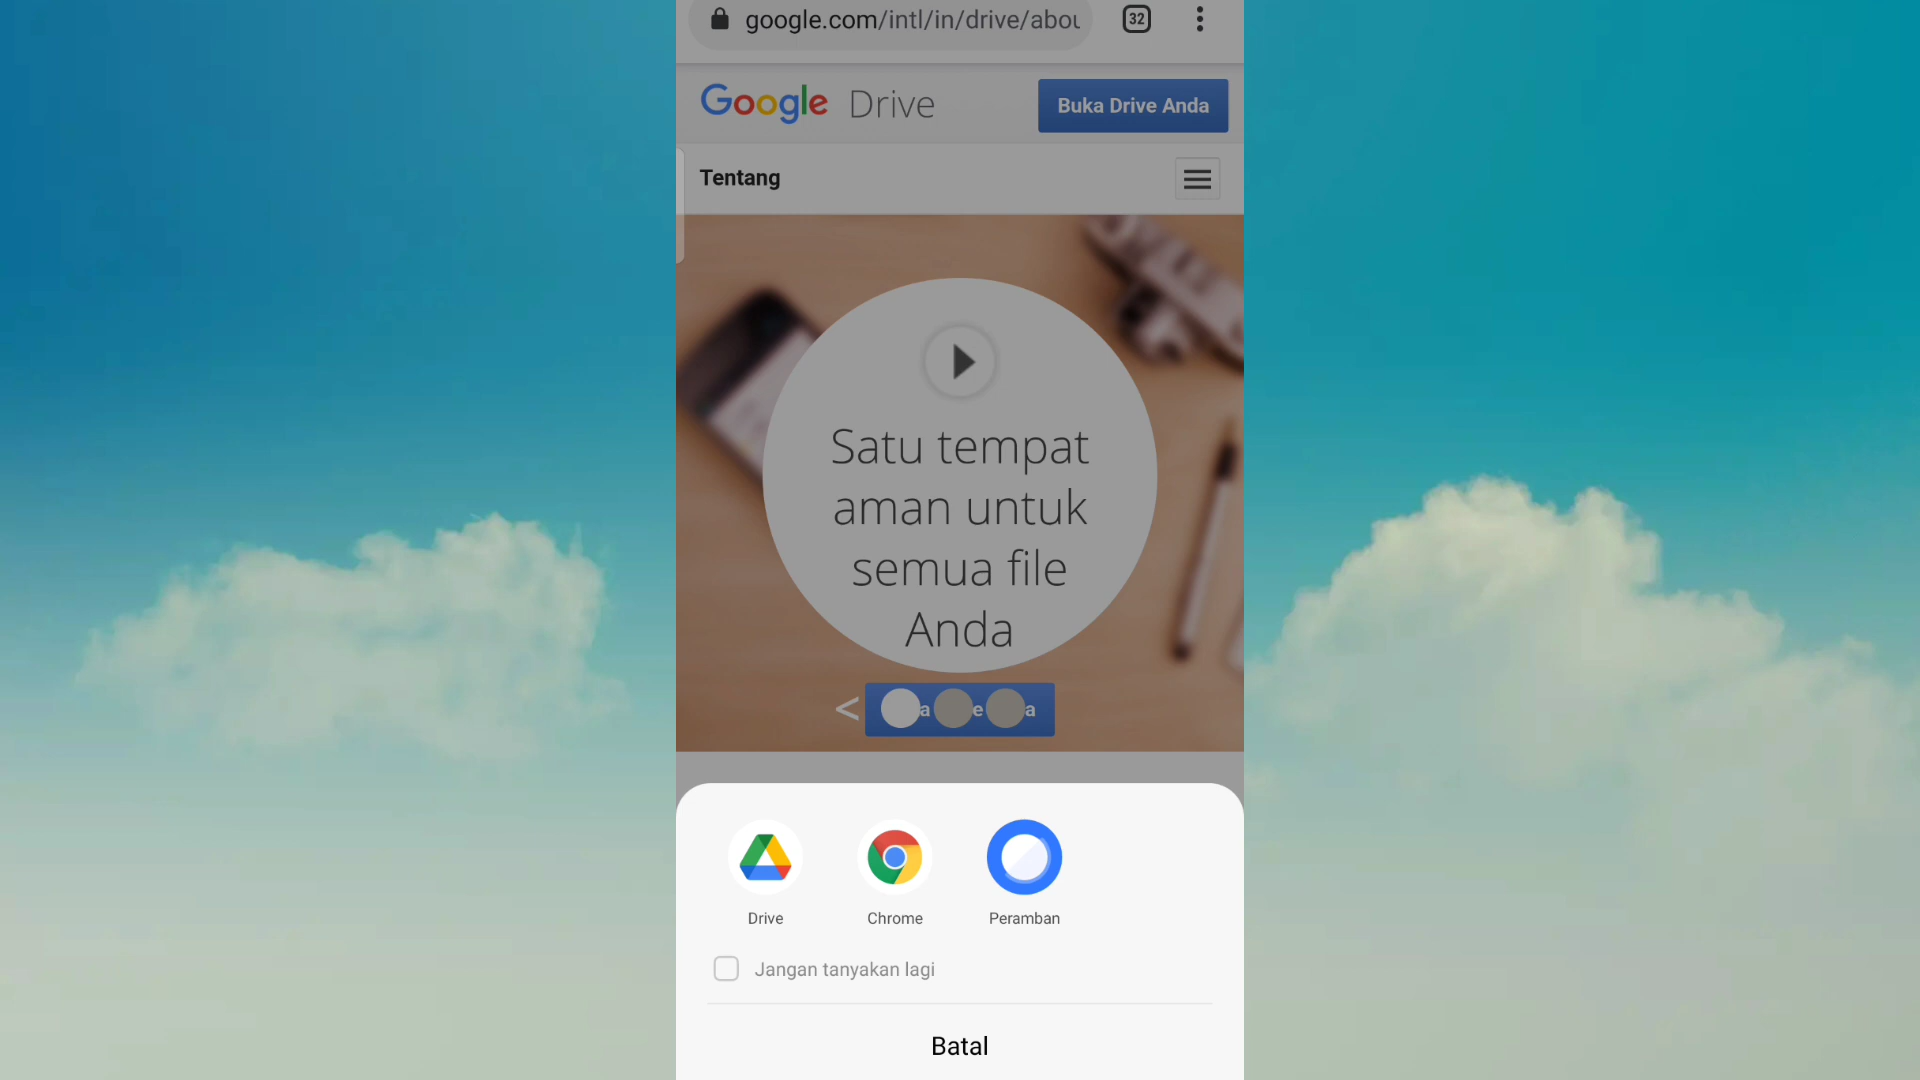 google.com/intl/in/drive/abou
32
Google Drive
Buka Drive Anda
Tentang
Satu tempat
aman untuk
semua file
Anda
Drive
Chrome
Peramban
Jangan tanyakan lagi
Batal